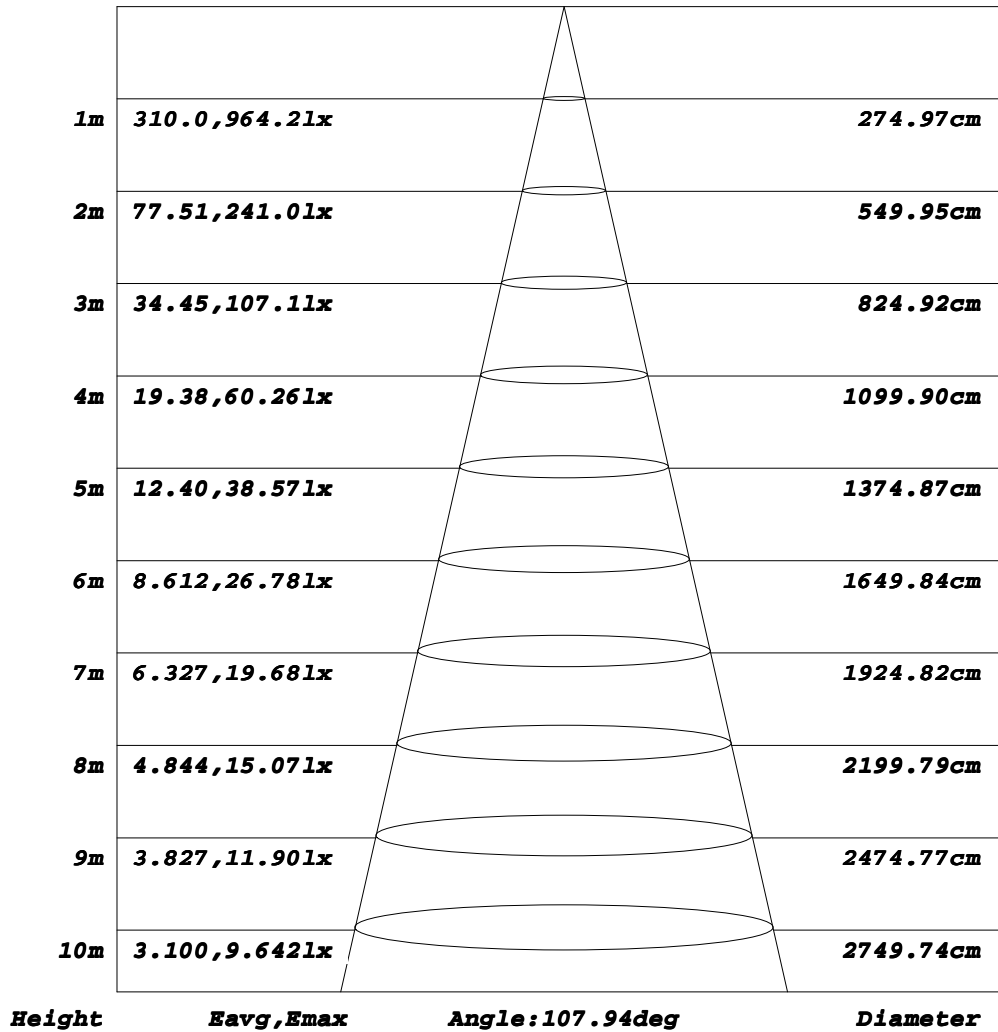 1m 310.0,964.2lx 274.97cm
2m 77.51,241.0lx 549.95cm
3m 34.45,107.1lx 824.92cm
4m 19.38,60.26lx 1099.90cm
5m 12.40,38.57lx 1374.87cm
6m 8.612,26.78lx 1649.84cm
7m 6.327,19.68lx 1924.82cm
8m 4.844,15.07lx 2199.79cm
9m 3.827,11.90lx 2474.77cm
10m 3.100,9.642lx 2749.74cm
Height Eavg,Emax Angle:107.94deg Diameter